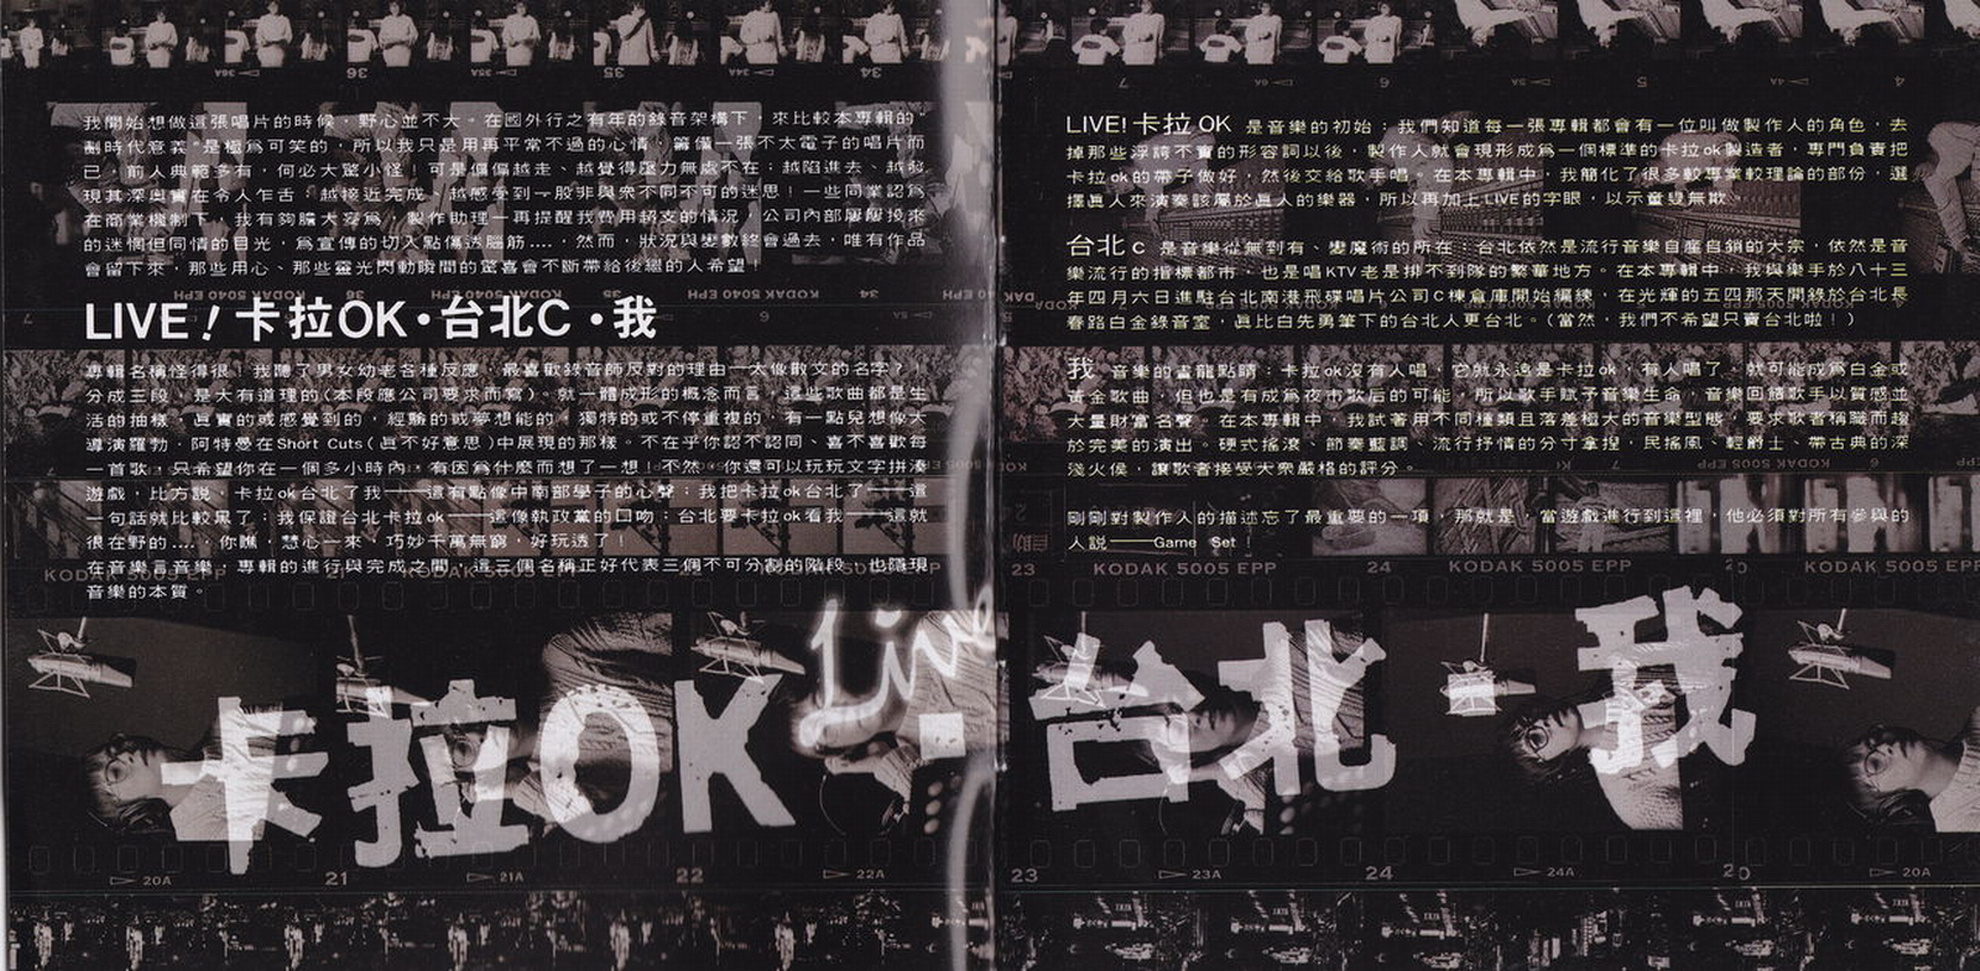 我開始想做這張唱片的時候，野心並不大。在國外行之有年的錄音架構下，來比較本專輯的"
劃時代意義"是極為可笑的，所以我只是用再平常不過的心情，籌備一張不太電子的唱片而
已，前人典範多有，何必大驚小怪！可是偏偏越走、越覺得壓力無處不在；越陷進去、越發
現其深奧實在令人乍舌；越接近完成、越感受到一股非與眾不同不可的迷思！一些同業認為
在商業機制下，我有夠膽大妄為，製作助理一再提醒我費用超支的情況，公司內部屢屢投來
的迷惘但同情的目光，為宣傳的切入點傷透腦筋....，然而，狀況與變數終會過去，唯有作品
會留下來，那些用心、那些靈光閃動瞬間的驚喜會不斷帶給後繼的人希望！
LIVE！卡拉OK・台北C・我
專輯名稱怪得很！我聽了男女幼老各種反應，最喜歡錄音師反對的理由—太像散文的名字？！
分成三段，是大有道理的(本段應公司要求而寫)。就一體成形的概念而言，這些歌曲都是生
活的抽樣，真實的或感覺到的，經驗的或夢想能的，獨特的或不停重複的，有一點兒想像大
導演羅勃．阿特曼在Short Cuts(真不好意思)中展現的那樣。不在乎你認不認同、喜不喜歡每
一首歌，只希望你在一個多小時內，有因為什麼而想了一想！不然，你還可以玩玩文字拼湊
遊戲，比方説，卡拉ok台北了我——這有點像中南部學子的心聲；我把卡拉ok台北了——這
一句話就比較黑了；我保證台北卡拉ok——這像執政黨的口吻；台北要卡拉ok看我——這就
很在野的....，你瞧，慧心一來，巧妙千萬無窮，好玩透了！
在音樂言音樂，專輯的進行與完成之間，這三個名稱正好代表三個不可分割的階段，也隱現
音樂的本質。
LIVE!卡拉OK 是音樂的初始；我們知道每一張專輯都會有一位叫做製作人的角色，去
掉那些浮誇不實的形容詞以後，製作人就會現形成為一個標準的卡拉ok製造者，專門負責把
卡拉ok的帶子做好，然後交給歌手唱。在本專輯中，我簡化了很多較專業較理論的部份，選
擇真人來演奏該屬於真人的樂器，所以再加上LIVE的字眼，以示童叟無欺。
台北C 是音樂從無到有、變魔術的所在；台北依然是流行音樂自產自銷的大宗，依然是音
樂流行的指標都市，也是唱KTV老是排不到隊的繁華地方。在本專輯中，我與樂手於八十三
年四月六日進駐台北南港飛碟唱片公司C棟倉庫開始編練，在光輝的五四那天開錄於台北長
春路白金錄音室，真比白先勇筆下的台北人更台北。(當然，我們不希望只賣台北啦！)
我 音樂的畫龍點睛；卡拉ok沒有人唱，它就永遠是卡拉ok，有人唱了，就可能成為白金或
黃金歌曲，但也是有成為夜市歌后的可能，所以歌手賦予音樂生命，音樂回饋歌手以質感並
大量財富名聲。在本專輯中，我試著用不同種類且落差極大的音樂型態，要求歌者稱職而趨
於完美的演出。硬式搖滾、節奏藍調、流行抒情的分寸拿捏，民搖風、輕爵士、帶古典的深
淺火侯，讓歌者接受大眾嚴格的評分。
剛剛對製作人的描述忘了最重要的一項，那就是，當遊戲進行到這裡，他必須對所有參與的
人説——Game Set！
KODAK 5005 EPP
23 KODAK 5005 EPP 24 KODAK 5005 EPP 20 KODAK 5005 EPP
Live
卡拉OK・台北・我
20A 21 21A 22 22A 23 23A 24 24A 20 20A